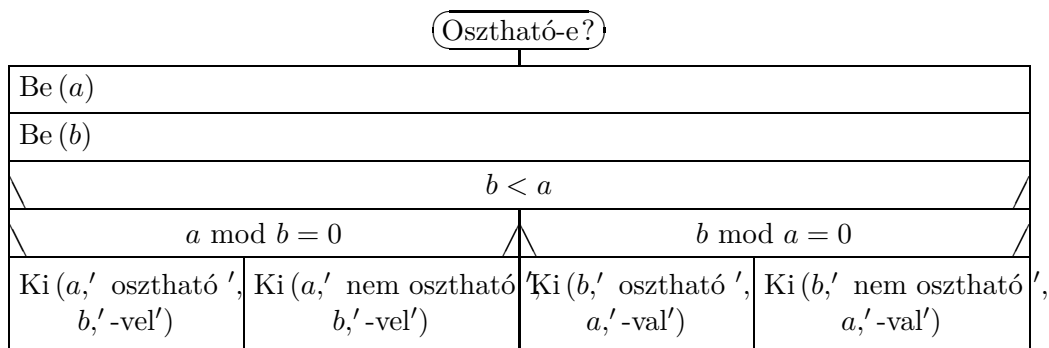 Osztható-e?
Be (a)
Be (b)
b < a
a mod b = 0
b mod a = 0
Ki (a,′ osztható ′,
b,′ -vel′)
Ki (a,′ nem osztható ′,
b,′ -vel′)
Ki (b,′ osztható ′,
a,′ -val′)
Ki (b,′ nem osztható ′,
a,′ -val′)